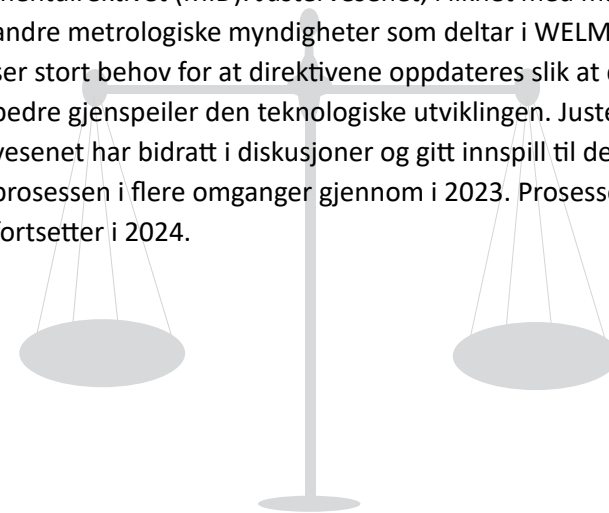 andre metrologiske myndigheter som deltar i WELM
ser stort behov for at direktivene oppdateres slik at
bedre gjenspeiler den teknologiske utviklingen. Juste
vesenet har bidratt i diskusjoner og gitt innspill til de
prosessen i flere omganger gjennom i 2023. Prosess
fortsetter i 2024.